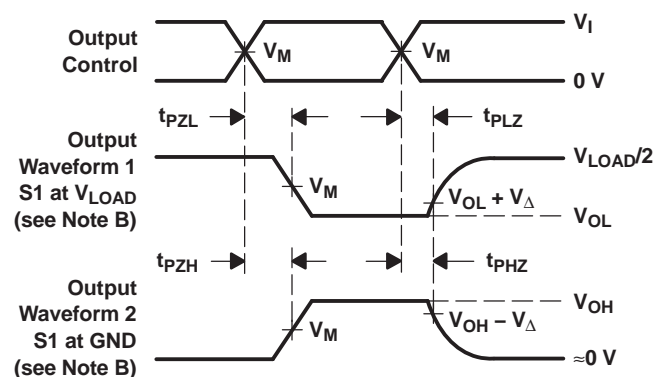 Output
Control
V_I
V_M
V_M
0 V
t_PZL
t_PLZ
Output
Waveform 1
S1 at V_LOAD
(see Note B)
V_LOAD/2
V_M
V_OL + V_Δ
V_OL
t_PZH
t_PHZ
Output
Waveform 2
S1 at GND
(see Note B)
V_OH
V_M
V_OH − V_Δ
≈0 V